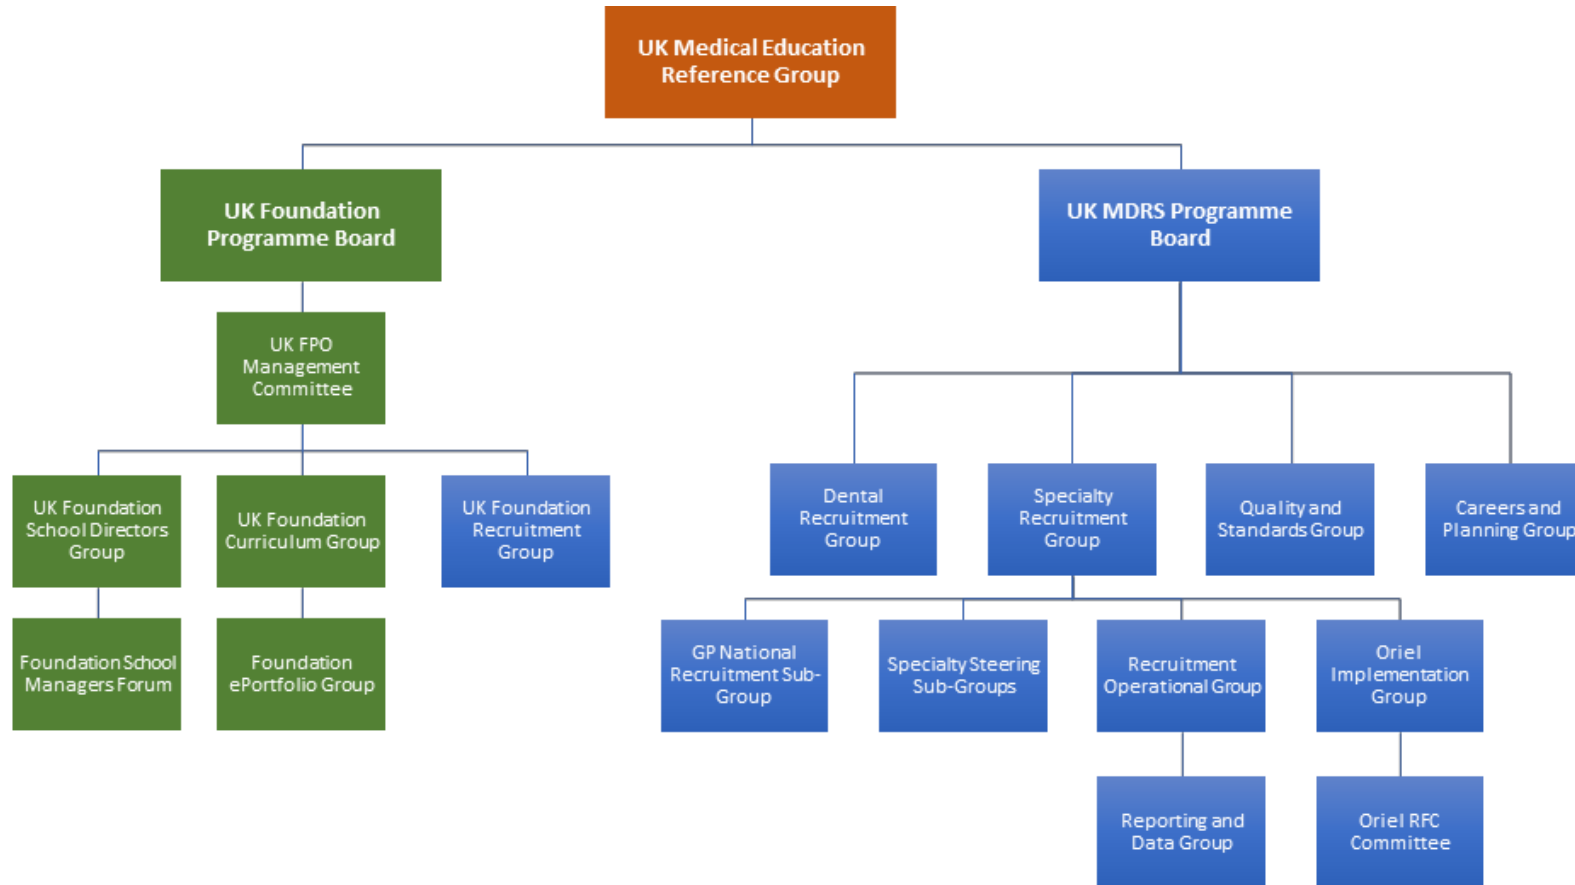 UK Medical Education
Reference Group
UK Foundation
Programme Board
UK MDRS Programme
Board
UK FPO
Management
Committee
UK Foundation
School Directors
Group
UK Foundation
Curriculum Group
UK Foundation
Recruitment
Group
Dental
Recruitment
Group
Specialty
Recruitment
Group
Quality and
Standards Group
Careers and
Planning Group
Foundation School
Managers Forum
Foundation
ePortfolio Group
GP National
Recruitment Sub-
Group
Specialty Steering
Sub-Groups
Recruitment
Operational Group
Oriel
Implementation
Group
Reporting and
Data Group
Oriel RFC
Committee